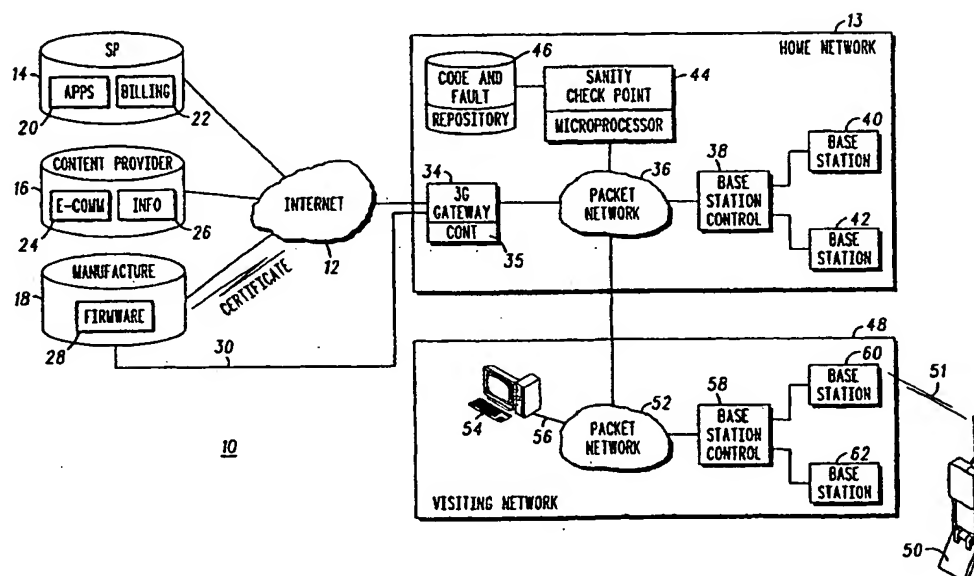 13
HOME NETWORK
46
CODE AND
FAULT
REPOSITORY
SANITY
CHECK POINT
MICROPROCESSOR
44
SP
14
APPS
BILLING
20
22
CONTENT PROVIDER
16
E-COMM
INFO
24
26
MANUFACTURE
18
FIRMWARE
28
CERTIFICATE
INTERNET
12
30
34
3G
GATEWAY
CONT
35
PACKET
NETWORK
36
38
BASE
STATION
CONTROL
40
BASE
STATION
42
BASE
STATION
10
48
54
56
52
PACKET
NETWORK
58
BASE
STATION
CONTROL
60
BASE
STATION
62
BASE
STATION
VISITING NETWORK
51
50